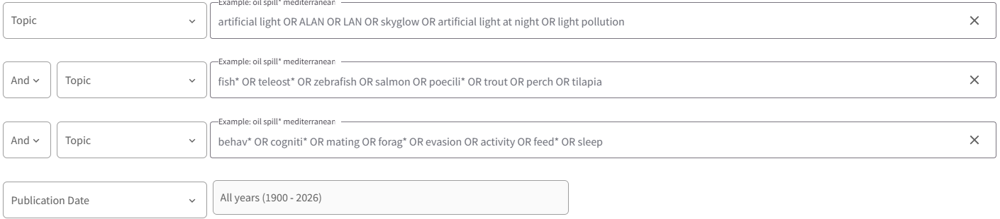 Example: oil spill* mediterranean
Topic artificial light OR ALAN OR LAN OR skyglow OR artificial light at night OR light pollution
Example: oil spill* mediterranean
And Topic fish* OR teleost* OR zebrafish OR salmon OR poecili* OR trout OR perch OR tilapia
Example: oil spill* mediterranean
And Topic behav* OR cogniti* OR mating OR forag* OR evasion OR activity OR feed* OR sleep
Publication Date All years (1900 - 2026)